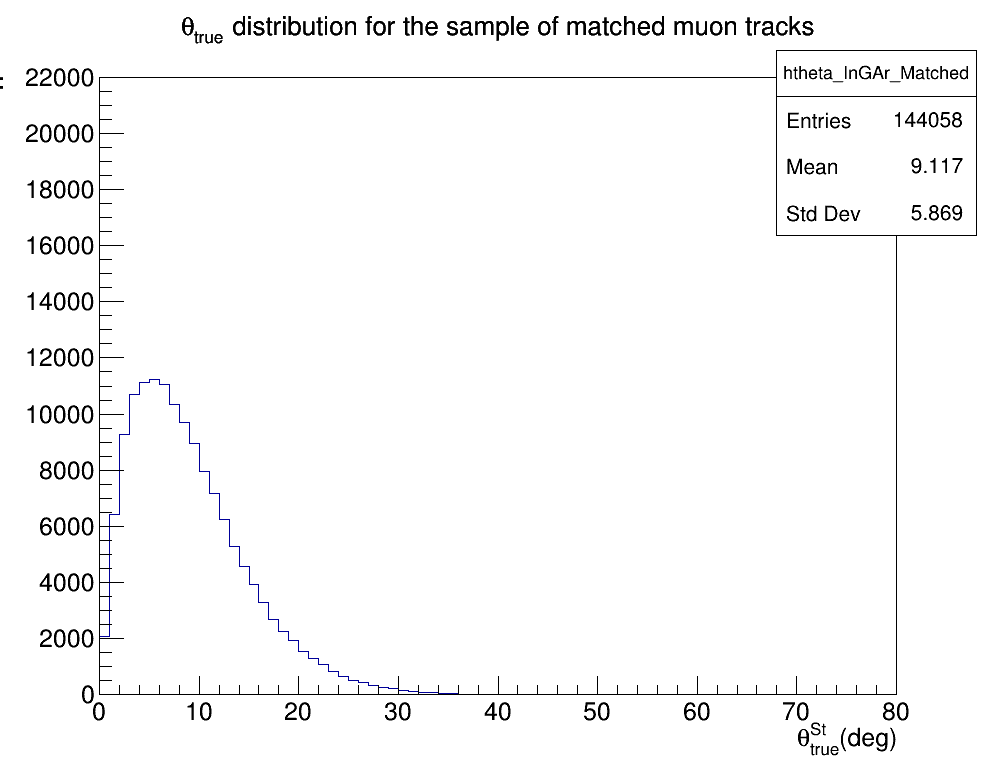 θtrue distribution for the sample of matched muon tracks
htheta_InGAr_Matched
Entries 144058
Mean 9.117
Std Dev 5.869
22000
20000
18000
16000
14000
12000
10000
8000
6000
4000
2000
0
0 10 20 30 40 50 60 70 80
θSttrue(deg)